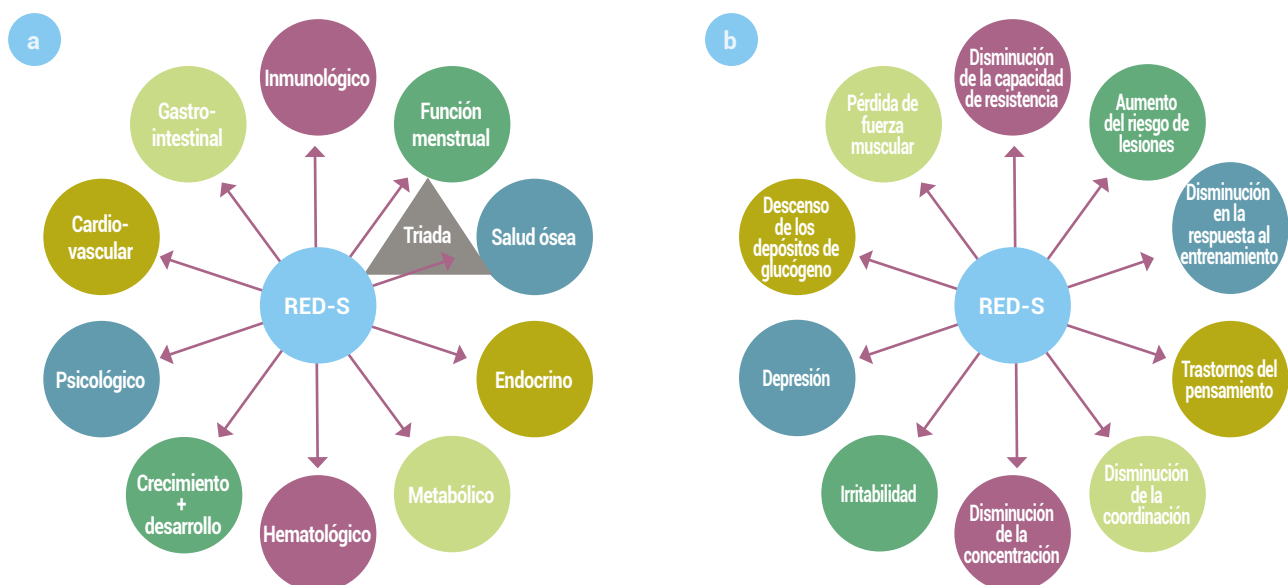 a
Inmunológico
Función
menstrual
Triada
Salud ósea
Endocrino
Metabólico
Hematológico
Crecimiento
+
desarrollo
Psicológico
Cardio-
vascular
Gastro-
intestinal
RED-S
b
Disminución
de la capacidad
de resistencia
Aumento
del riesgo de
lesiones
Disminución
en la
respuesta al
entrenamiento
Trastornos del
pensamiento
Disminución
de la
coordinación
Disminución
de la
concentración
Irritabilidad
Depresión
Descenso
de los
depósitos de
glucógeno
Pérdida de
fuerza
muscular
RED-S